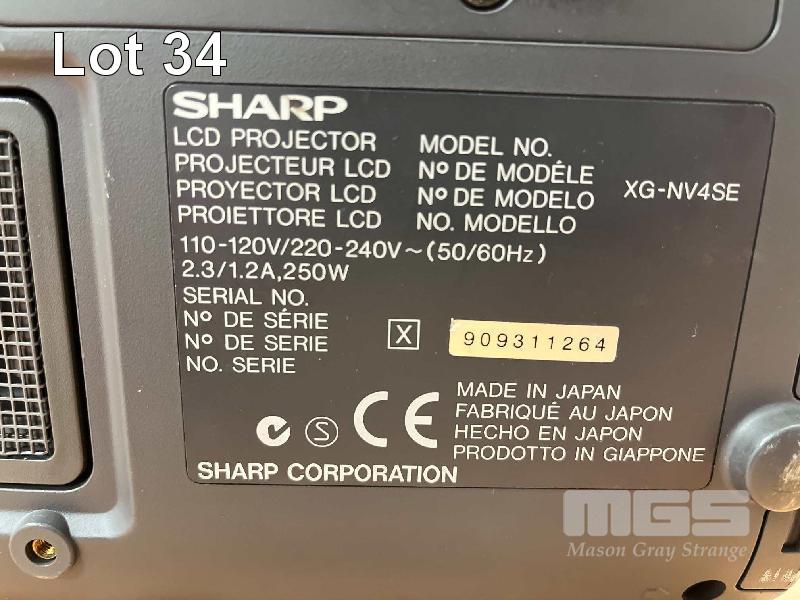 Lot 34
SHARP
LCD PROJECTOR MODEL NO.
PROJECTEUR LCD Nº DE MODÉLE
PROYECTOR LCD Nº DE MODELO XG-NV4SE
PROIETTORE LCD NO. MODELLO
110-120V/220-240V~(50/60Hz)
2.3/1.2A,250W
SERIAL NO.
Nº DE SÉRIE
Nº DE SERIE X 909311264
NO. SERIE
MADE IN JAPAN
FABRIQUÉ AU JAPON
HECHO EN JAPON
PRODOTTO IN GIAPPONE
S CE
SHARP CORPORATION
MGS
Mason Gray Strange